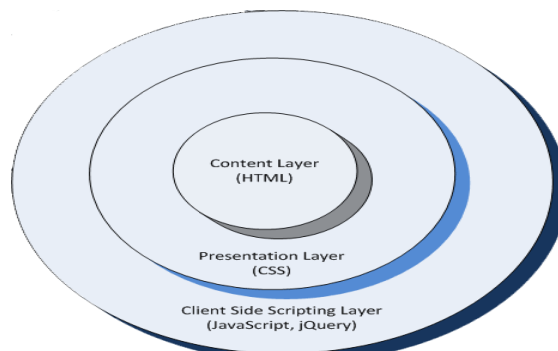 Content Layer
(HTML)
Presentation Layer
(CSS)
Client Side Scripting Layer
(JavaScript, jQuery)